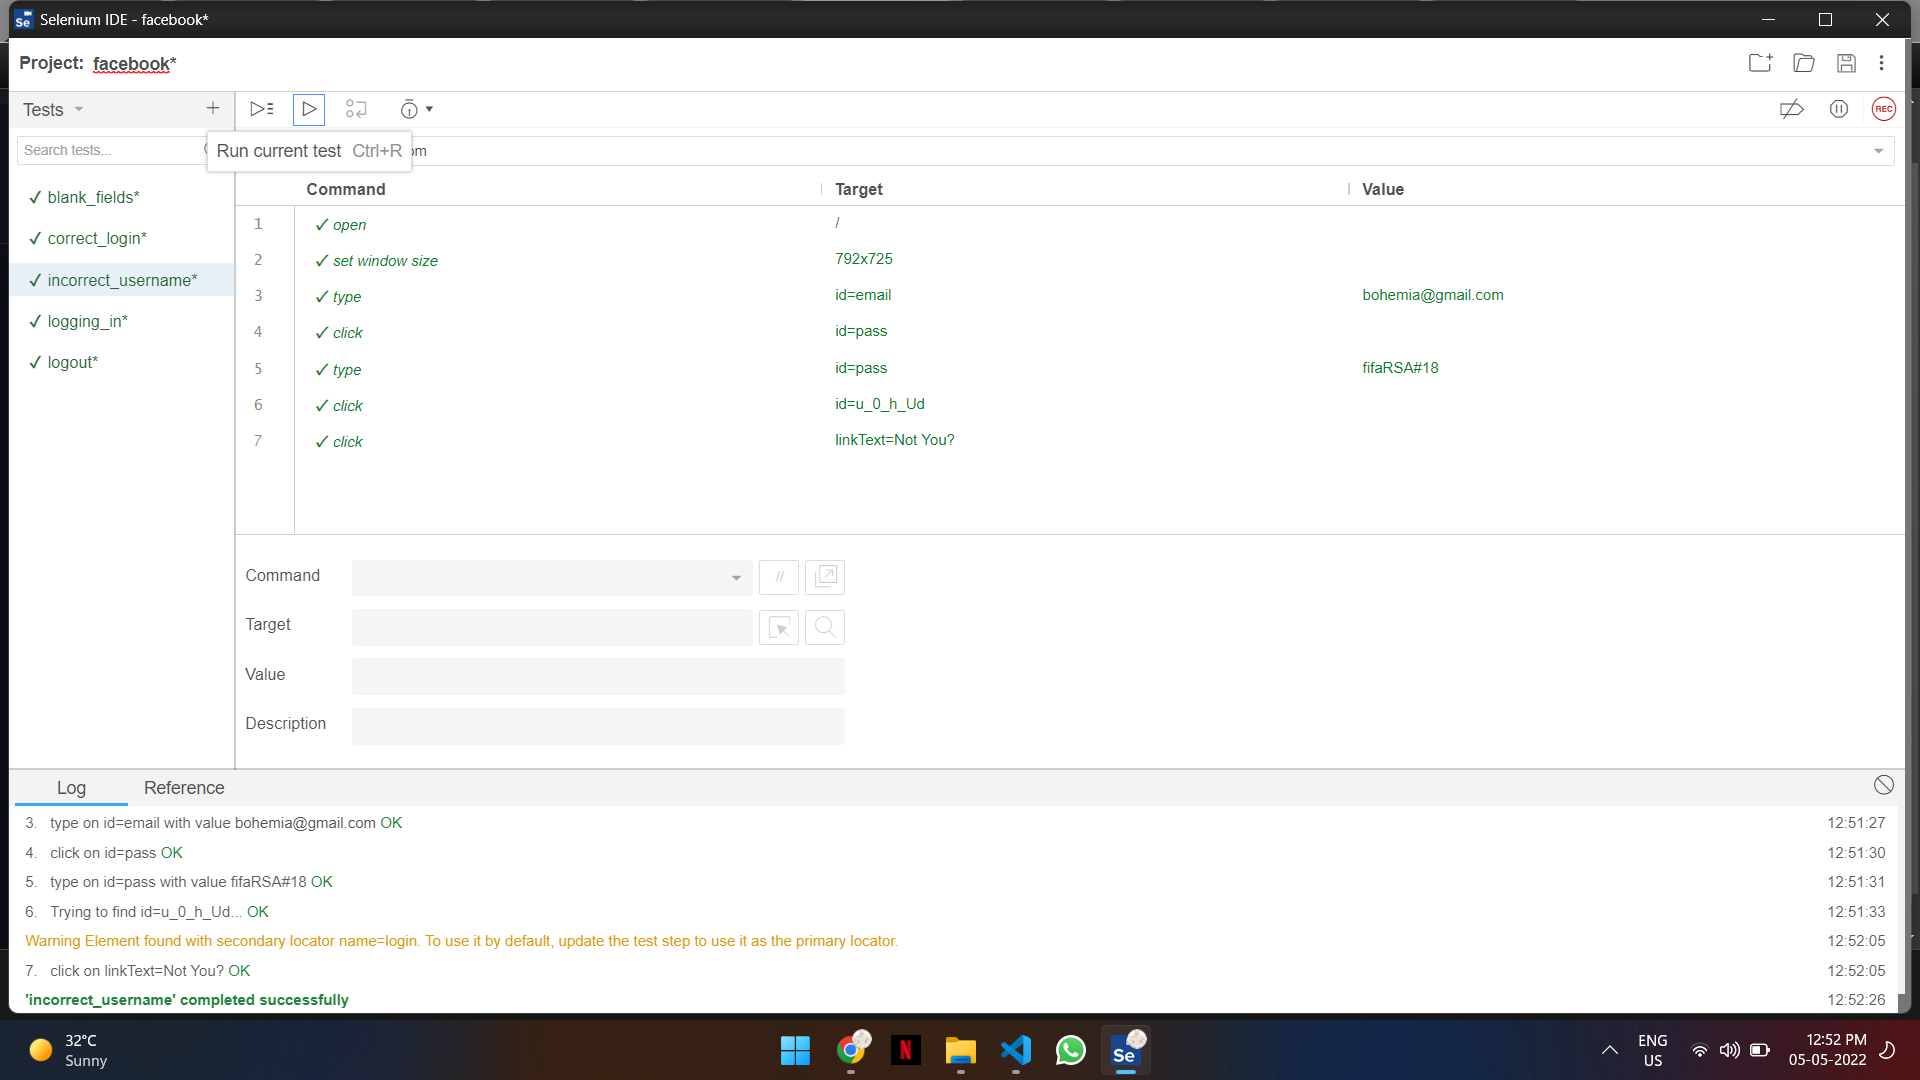 Selenium IDE - facebook*
Project: facebook*
Tests
REC
Search tests...
Run current test Ctrl+R
om
Command Target Value
blank_fields*
correct_login*
incorrect_username*
logging_in*
logout*
1 open /
2 set window size 792x725
3 type id=email bohemia@gmail.com
4 click id=pass
5 type id=pass fifaRSA#18
6 click id=u_0_h_Ud
7 click linkText=Not You?
Command //
Target
Value
Description
Log Reference
3. type on id=email with value bohemia@gmail.com OK 12:51:27
4. click on id=pass OK 12:51:30
5. type on id=pass with value fifaRSA#18 OK 12:51:31
6. Trying to find id=u_0_h_Ud... OK 12:51:33
Warning Element found with secondary locator name=login. To use it by default, update the test step to use it as the primary locator. 12:52:05
7. click on linkText=Not You? OK 12:52:05
'incorrect_username' completed successfully 12:52:26
32°C
Sunny
N
Se
ENG
US
12:52 PM
05-05-2022